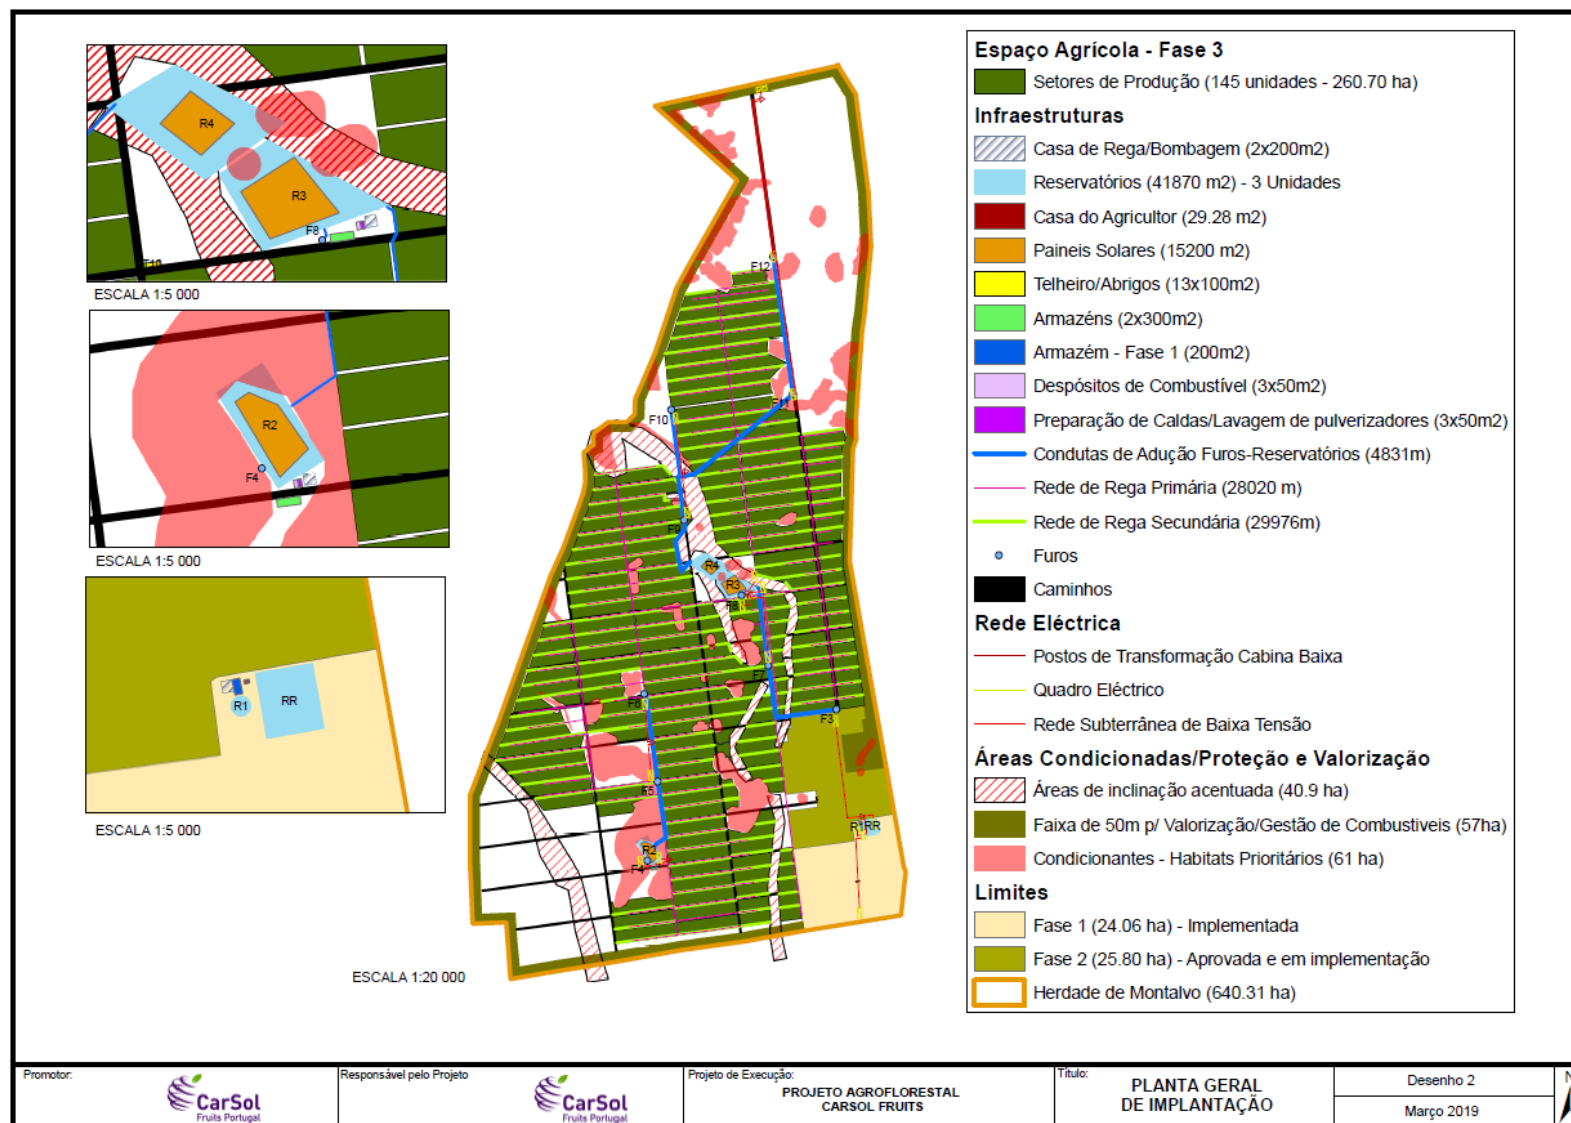 R4
R3
F8
ESCALA 1:5 000
R2
F4
ESCALA 1:5 000
R1
RR
ESCALA 1:5 000
F12
F11
F10
F9
R4
R3
F8
F7
F6
F3
F5
R1
RR
R2
F4
ESCALA 1:20 000
Espaço Agrícola - Fase 3
Setores de Produção (145 unidades - 260.70 ha)
Infraestruturas
Casa de Rega/Bombagem (2x200m2)
Reservatórios (41870 m2) - 3 Unidades
Casa do Agricultor (29.28 m2)
Paineis Solares (15200 m2)
Telheiro/Abrigos (13x100m2)
Armazéns (2x300m2)
Armazém - Fase 1 (200m2)
Despósitos de Combustível (3x50m2)
Preparação de Caldas/Lavagem de pulverizadores (3x50m2)
Condutas de Adução Furos-Reservatórios (4831m)
Rede de Rega Primária (28020 m)
Rede de Rega Secundária (29976m)
Furos
Caminhos
Rede Eléctrica
Postos de Transformação Cabina Baixa
Quadro Eléctrico
Rede Subterrânea de Baixa Tensão
Áreas Condicionadas/Proteção e Valorização
Áreas de inclinação acentuada (40.9 ha)
Faixa de 50m p/ Valorização/Gestão de Combustiveis (57ha)
Condicionantes - Habitats Prioritários (61 ha)
Limites
Fase 1 (24.06 ha) - Implementada
Fase 2 (25.80 ha) - Aprovada e em implementação
Herdade de Montalvo (640.31 ha)
Promotor:
CarSol
Fruits Portugal
Responsável pelo Projeto
CarSol
Fruits Portugal
Projeto de Execução:
PROJETO AGROFLORESTAL
CARSOL FRUITS
Título:
PLANTA GERAL
DE IMPLANTAÇÃO
Desenho 2
Março 2019